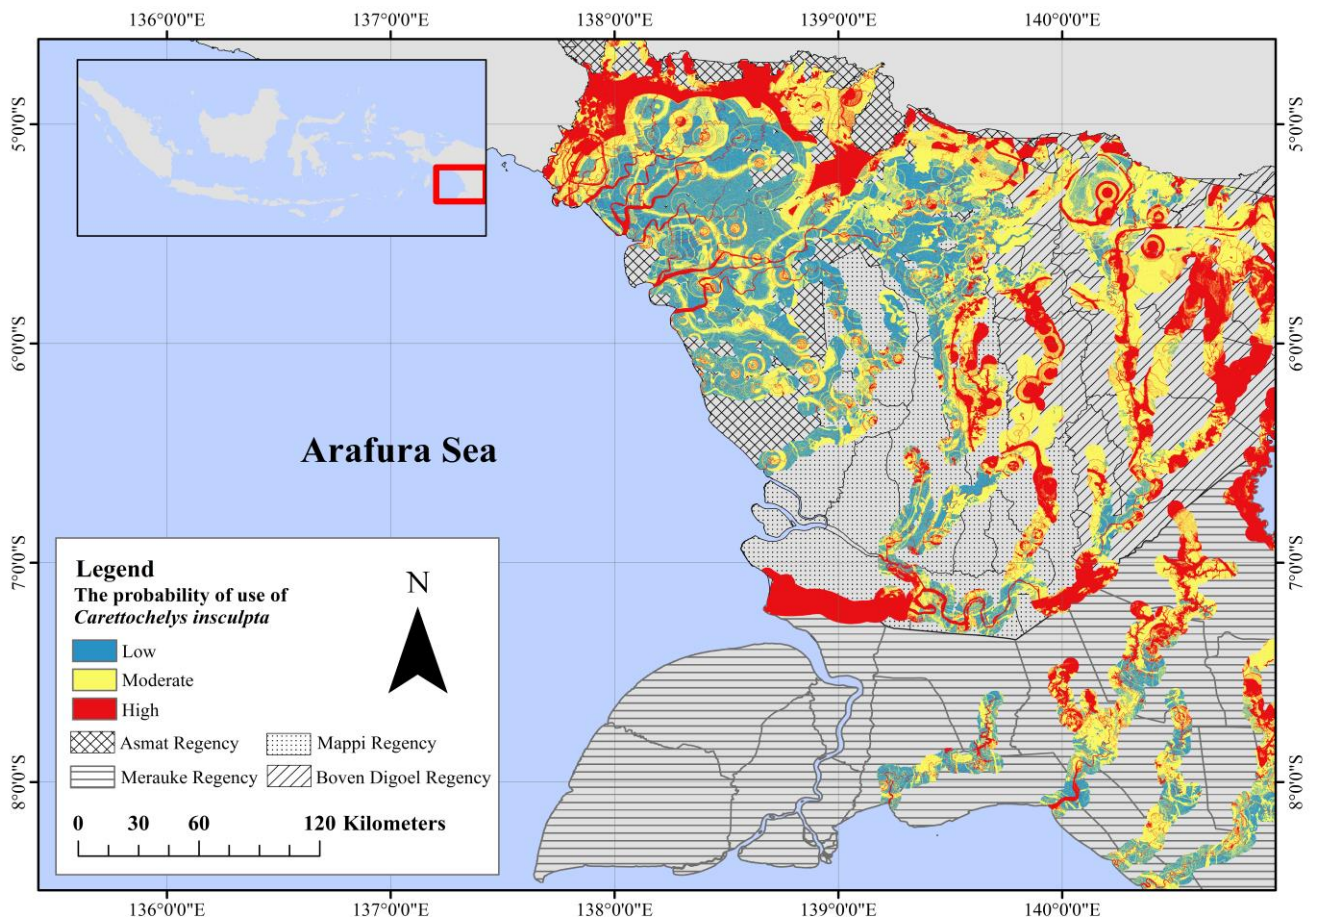 136°0'0"E 137°0'0"E 138°0'0"E 139°0'0"E 140°0'0"E
5°0'0"S 5°0'0"S
6°0'0"S 6°0'0"S
Arafura Sea
7°0'0"S 7°0'0"S
Legend
The probability of use of
Carettochelys insculpta
N
Low
Moderate
High
Asmat Regency Mappi Regency
Merauke Regency Boven Digoel Regency
8°0'0"S 8°0'0"S
0 30 60 120 Kilometers
136°0'0"E 137°0'0"E 138°0'0"E 139°0'0"E 140°0'0"E